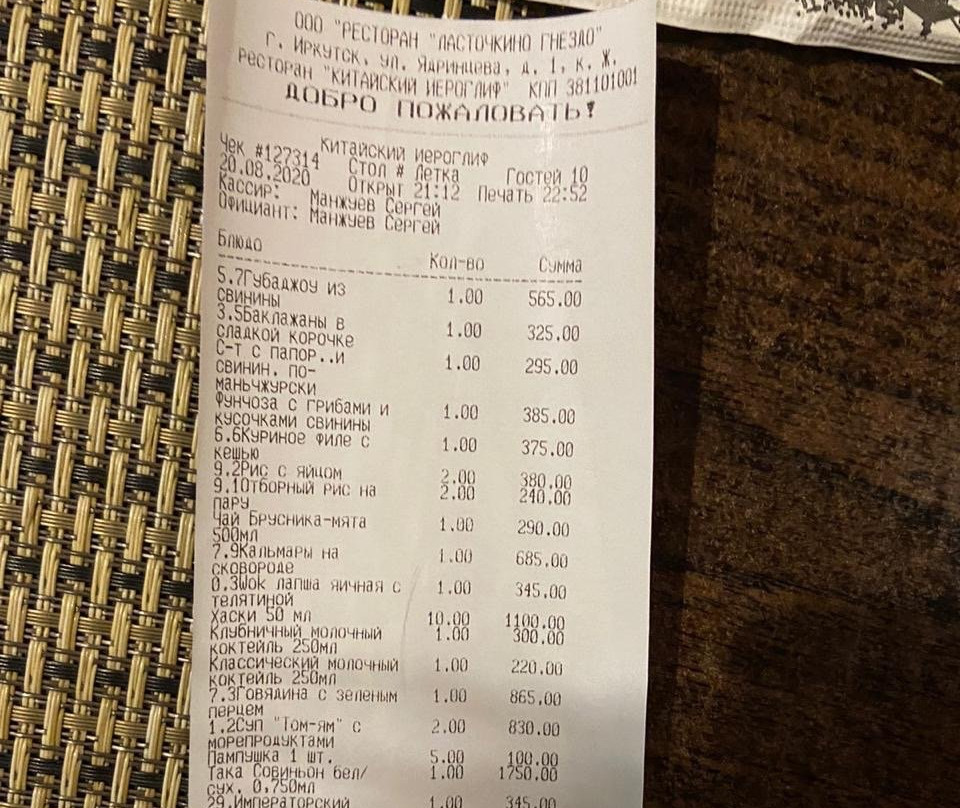 ООО "РЕСТОРАН "ЛАСТОЧКИНО ГНЕЗДО"
Г. ИРКУТСК, УЛ. ЯДРИНЦЕВА, Д. 1, К. Ж,
РЕСТОРАН "КИТАЙСКИЙ ИЕРОГЛИФ" КПП 381101001
ДОБРО ПОЖАЛОВАТЬ!
КИТАЙСКИЙ ИЕРОГЛИФ
Чек #127314 Стол # Летка Гостей 10
20.08.2020 Открыт 21:12 Печать 22:52
Кассир: Манжуев Сергей
Официант: Манжуев Сергей
Блюдо Кол-во Сумма
5.7Губаджоу из 1.00 565.00
свинины
3.5Баклажаны в 1.00 325.00
сладкой корочке
С-т с папор..и 1.00 295.00
свинин. по-
маньчжурски
Фунчоза с грибами и 1.00 385.00
кусочками свинины
6.6Куриное филе с 1.00 375.00
кешью
9.2Рис с яйцом 2.00 380.00
9.1Отборный рис на 2.00 240.00
пару
Чай Брусника-мята 1.00 290.00
500мл
7.9Кальмары на 1.00 685.00
сковороде
0.3Wok лапша яичная с 1.00 345.00
телятиной
Хаски 50 мл 10.00 1100.00
Клубничный молочный 1.00 300.00
коктейль 250мл
Классический молочный 1.00 220.00
коктейль 250мл
7.3Говядина с зеленым 1.00 865.00
перцем
1.2Суп "Том-ям" с 2.00 830.00
морепродуктами
Пампушка 1 шт. 5.00 100.00
Така Совиньон бел/ 1.00 1750.00
сух. 0,750мл
29.Императорский 1.00 345.00